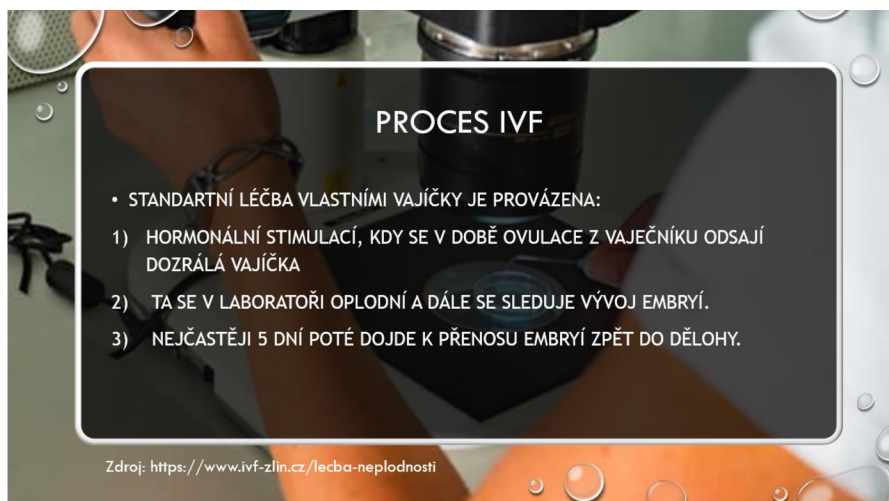 PROCES IVF
• STANDARTNÍ LÉČBA VLASTNÍMI VAJÍČKY JE PROVÁZENA:
1) HORMONÁLNÍ STIMULACÍ, KDY SE V DOBĚ OVULACE Z VAJEČNÍKU ODSAJÍ
DOZRÁLÁ VAJÍČKA
2) TA SE V LABORATOŘI OPLODNÍ A DÁLE SE SLEDUJE VÝVOJ EMBRYÍ.
3) NEJČASTĚJI 5 DNÍ POTÉ DOJDE K PŘENOSU EMBRYÍ ZPĚT DO DĚLOHY.
Zdroj: https://www.ivf-zlin.cz/lecba-neplodnosti